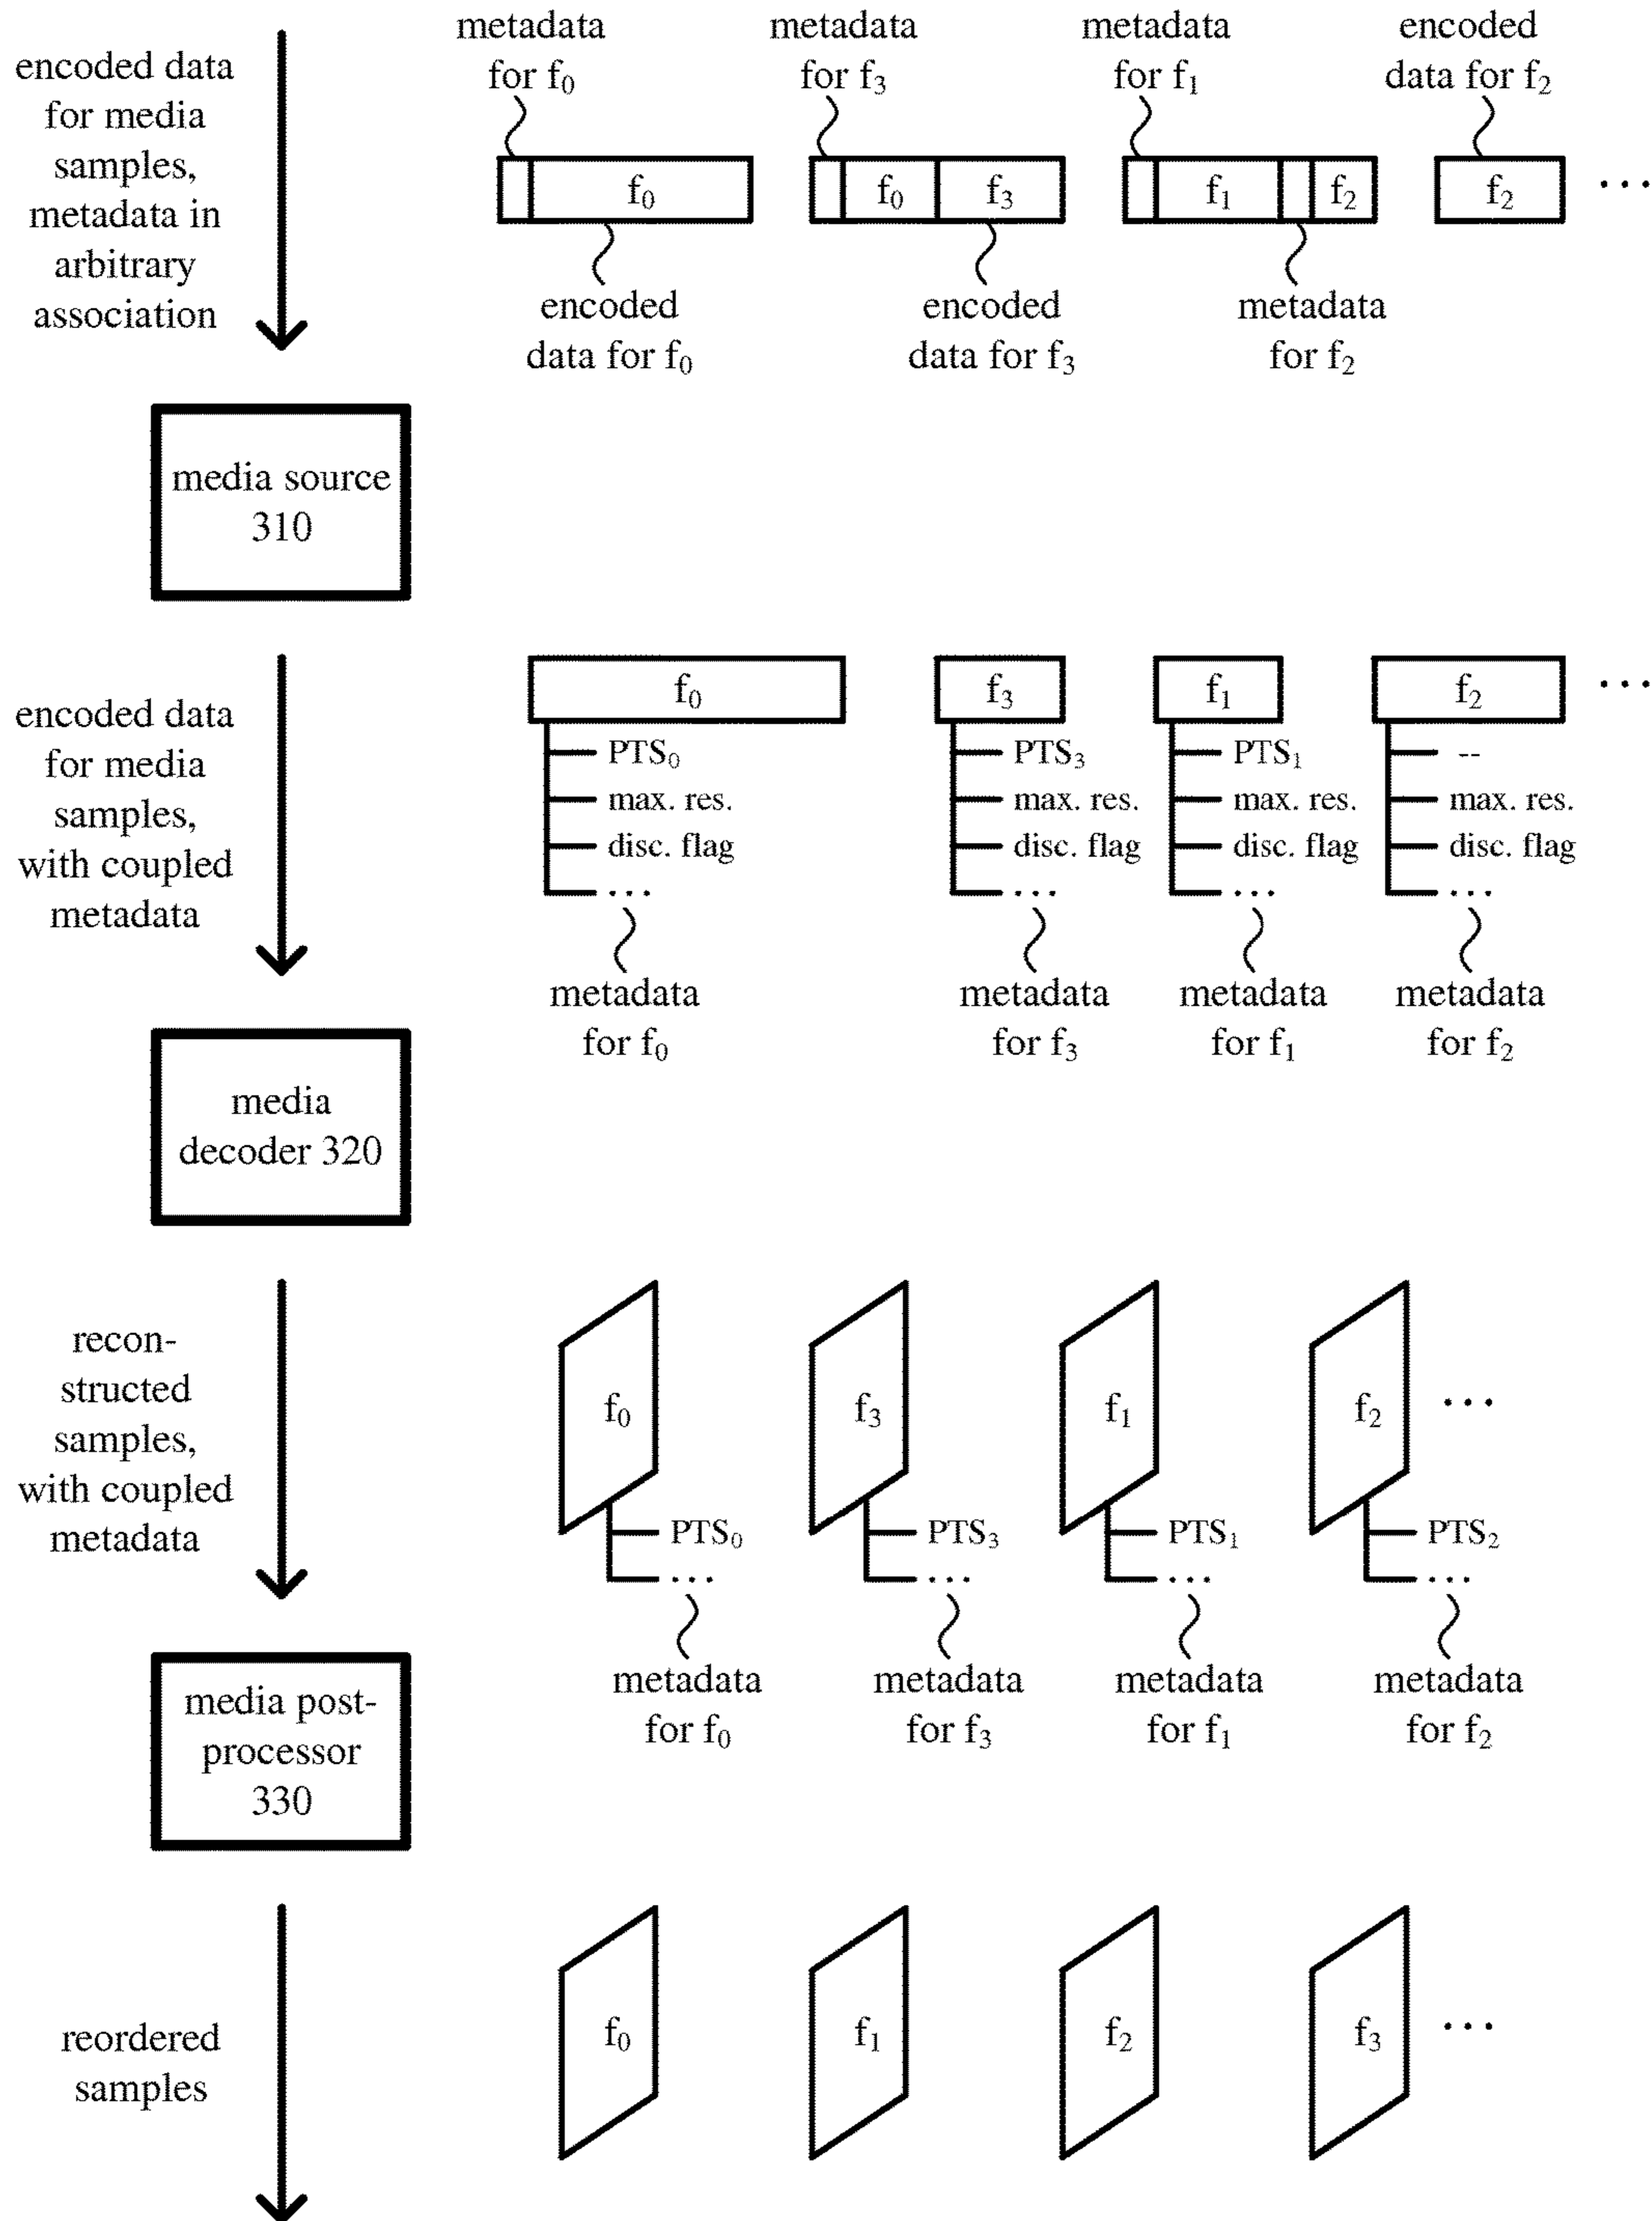 encoded data
for media
samples,
metadata in
arbitrary
association
metadata
for f₀
metadata
for f₃
metadata
for f₁
encoded
data for f₂
f₀
f₀
f₃
f₁
f₂
f₂
...
encoded
data for f₀
encoded
data for f₃
metadata
for f₂
media source
310
encoded data
for media
samples,
with coupled
metadata
f₀
f₃
f₁
f₂
...
PTS₀
max. res.
disc. flag
...
PTS₃
max. res.
disc. flag
...
PTS₁
max. res.
disc. flag
...
--
max. res.
disc. flag
...
metadata
for f₀
metadata
for f₃
metadata
for f₁
metadata
for f₂
media
decoder 320
recon-
structed
samples,
with coupled
metadata
f₀
f₃
f₁
f₂
...
PTS₀
...
PTS₃
...
PTS₁
...
PTS₂
...
metadata
for f₀
metadata
for f₃
metadata
for f₁
metadata
for f₂
media post-
processor
330
reordered
samples
f₀
f₁
f₂
f₃
...